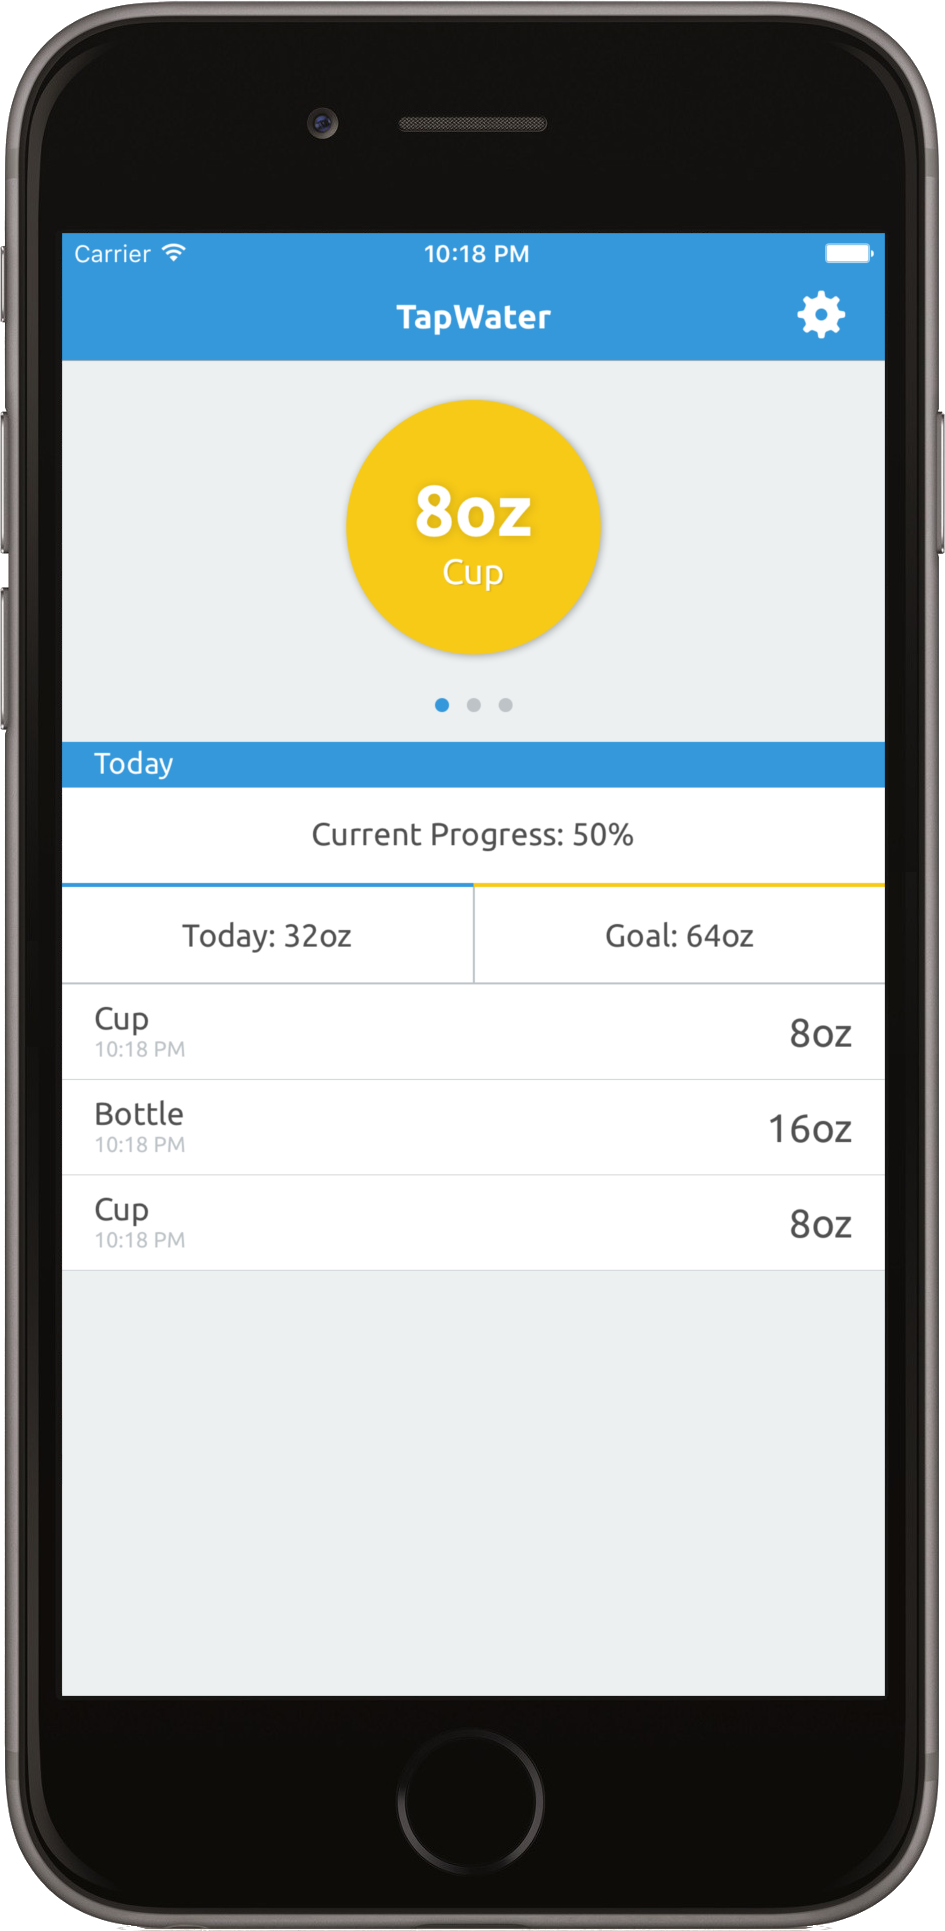 Carrier 10:18 PM
TapWater
8oz
Cup
Today
Current Progress: 50%
Today: 32oz Goal: 64oz
Cup
10:18 PM
8oz
Bottle
10:18 PM
16oz
Cup
10:18 PM
8oz